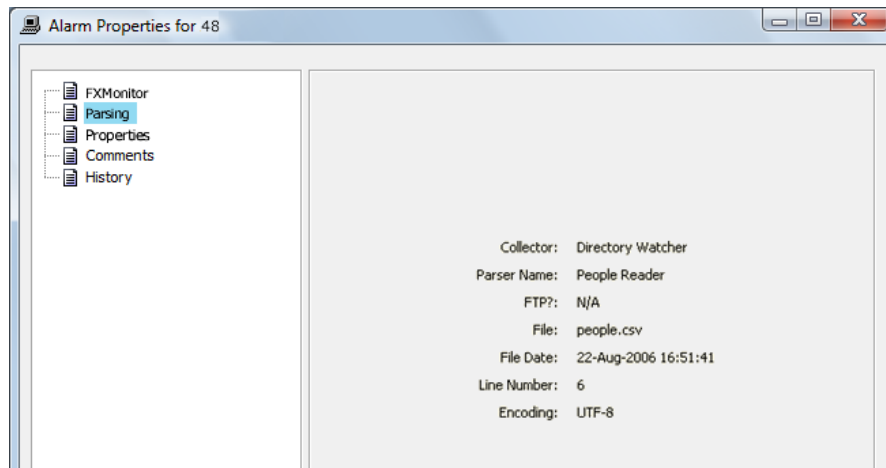 Alarm Properties for 48
FXMonitor
Parsing
Properties
Comments
History
Collector: Directory Watcher
Parser Name: People Reader
FTP?: N/A
File: people.csv
File Date: 22-Aug-2006 16:51:41
Line Number: 6
Encoding: UTF-8